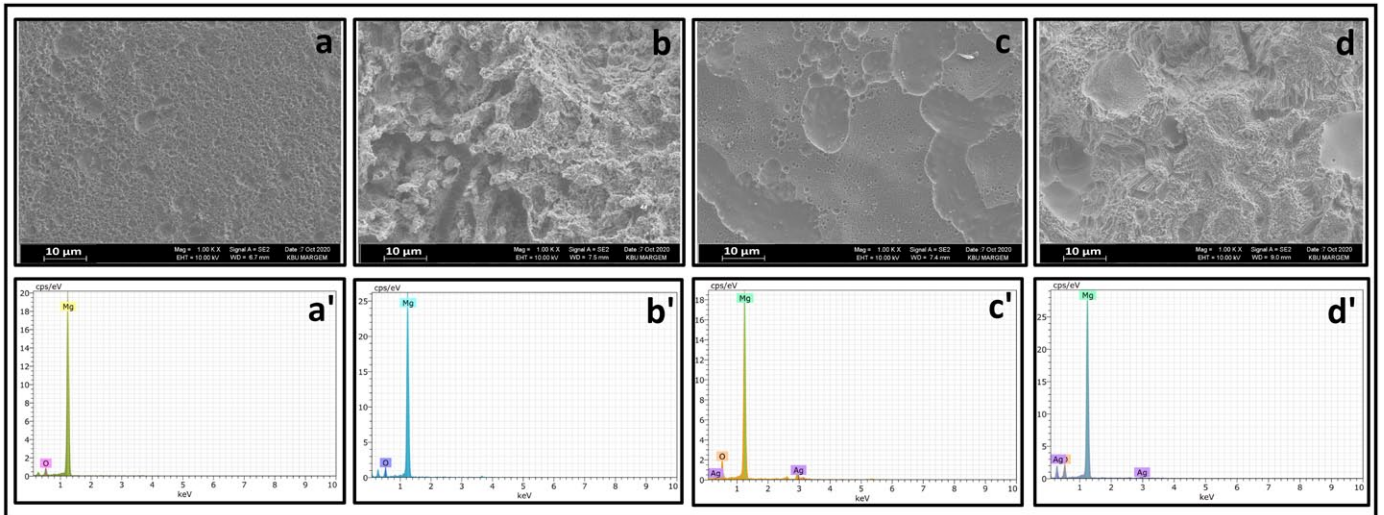 a
10 µm
Mag = 1.00 K X Signal A = SE2 Date :7 Oct 2020
EHT = 10.00 kV WD = 6.7 mm KBU MARGEM
b
10 µm
Mag = 1.00 K X Signal A = SE2 Date :7 Oct 2020
EHT = 10.00 kV WD = 7.5 mm KBU MARGEM
c
10 µm
Mag = 1.00 K X Signal A = SE2 Date :7 Oct 2020
EHT = 10.00 kV WD = 7.4 mm KBU MARGEM
d
10 µm
Mag = 1.00 K X Signal A = SE2 Date :7 Oct 2020
EHT = 10.00 kV WD = 9.0 mm KBU MARGEM
cps/eV
a'
20
18
16
14
12
10
8
6
4
2
0
Mg
O
1 2 3 4 5 6 7 8 9 10
keV
cps/eV
b'
25
20
15
10
5
0
Mg
O
1 2 3 4 5 6 7 8 9 10
keV
cps/eV
c'
18
16
14
12
10
8
6
4
2
0
Mg
O
Ag
Ag
1 2 3 4 5 6 7 8 9 10
keV
cps/eV
d'
25
20
15
10
5
0
Mg
Ag
Ag
1 2 3 4 5 6 7 8 9 10
keV